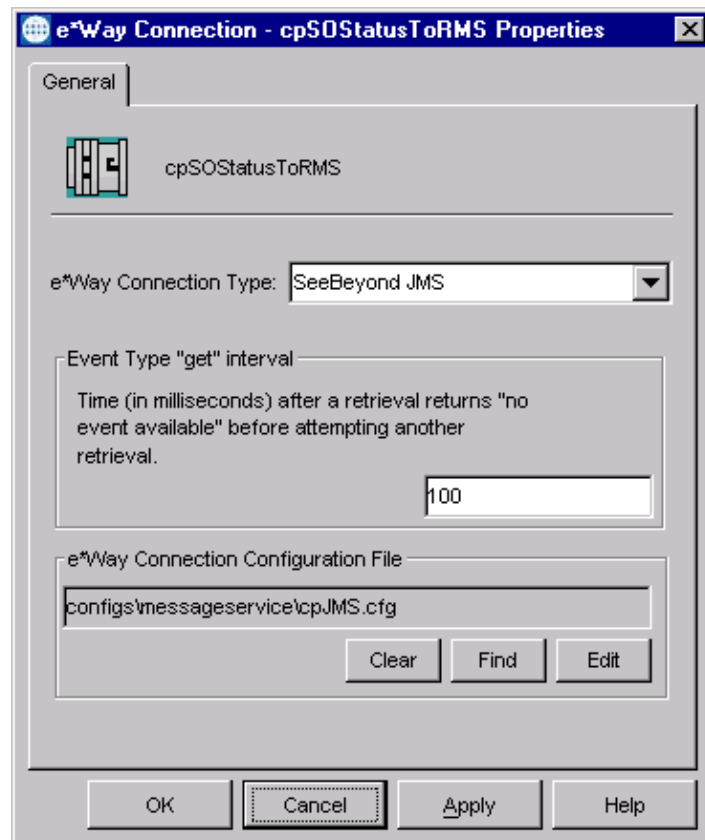 e*Way Connection - cpSOStatusToRMS Properties
General
cpSOStatusToRMS
e*Way Connection Type: SeeBeyond JMS
Event Type "get" interval
Time (in milliseconds) after a retrieval returns "no
event available" before attempting another
retrieval.
100
e*Way Connection Configuration File
configs\messageservice\cpJMS.cfg
Clear Find Edit
OK Cancel Apply Help